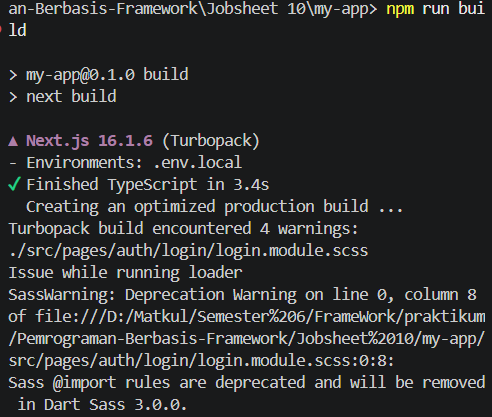 an-Berbasis-Framework\Jobsheet 10\my-app> npm run bui
ld
> my-app@0.1.0 build
> next build
▲ Next.js 16.1.6 (Turbopack)
- Environments: .env.local
✓ Finished TypeScript in 3.4s
  Creating an optimized production build ...
Turbopack build encountered 4 warnings:
./src/pages/auth/login/login.module.scss
Issue while running loader
SassWarning: Deprecation Warning on line 0, column 8
of file:///D:/Matkul/Semester%206/FrameWork/praktikum
/Pemrograman-Berbasis-Framework/Jobsheet%2010/my-app/
src/pages/auth/login/login.module.scss:0:8:
Sass @import rules are deprecated and will be removed
 in Dart Sass 3.0.0.